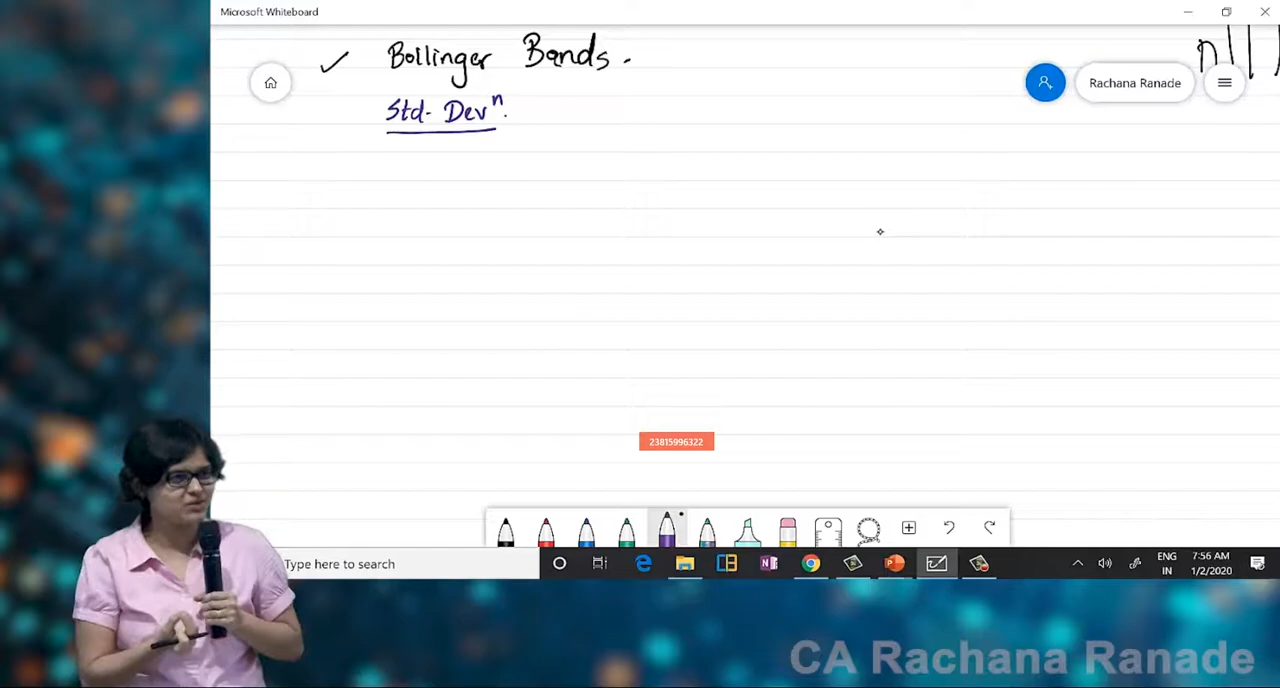 Microsoft Whiteboard
✓ Bollinger Bands.
Std. Devⁿ.
Rachana Ranade
23815996322
Type here to search
ENG
IN
7:56 AM
1/2/2020
CA Rachana Ranade